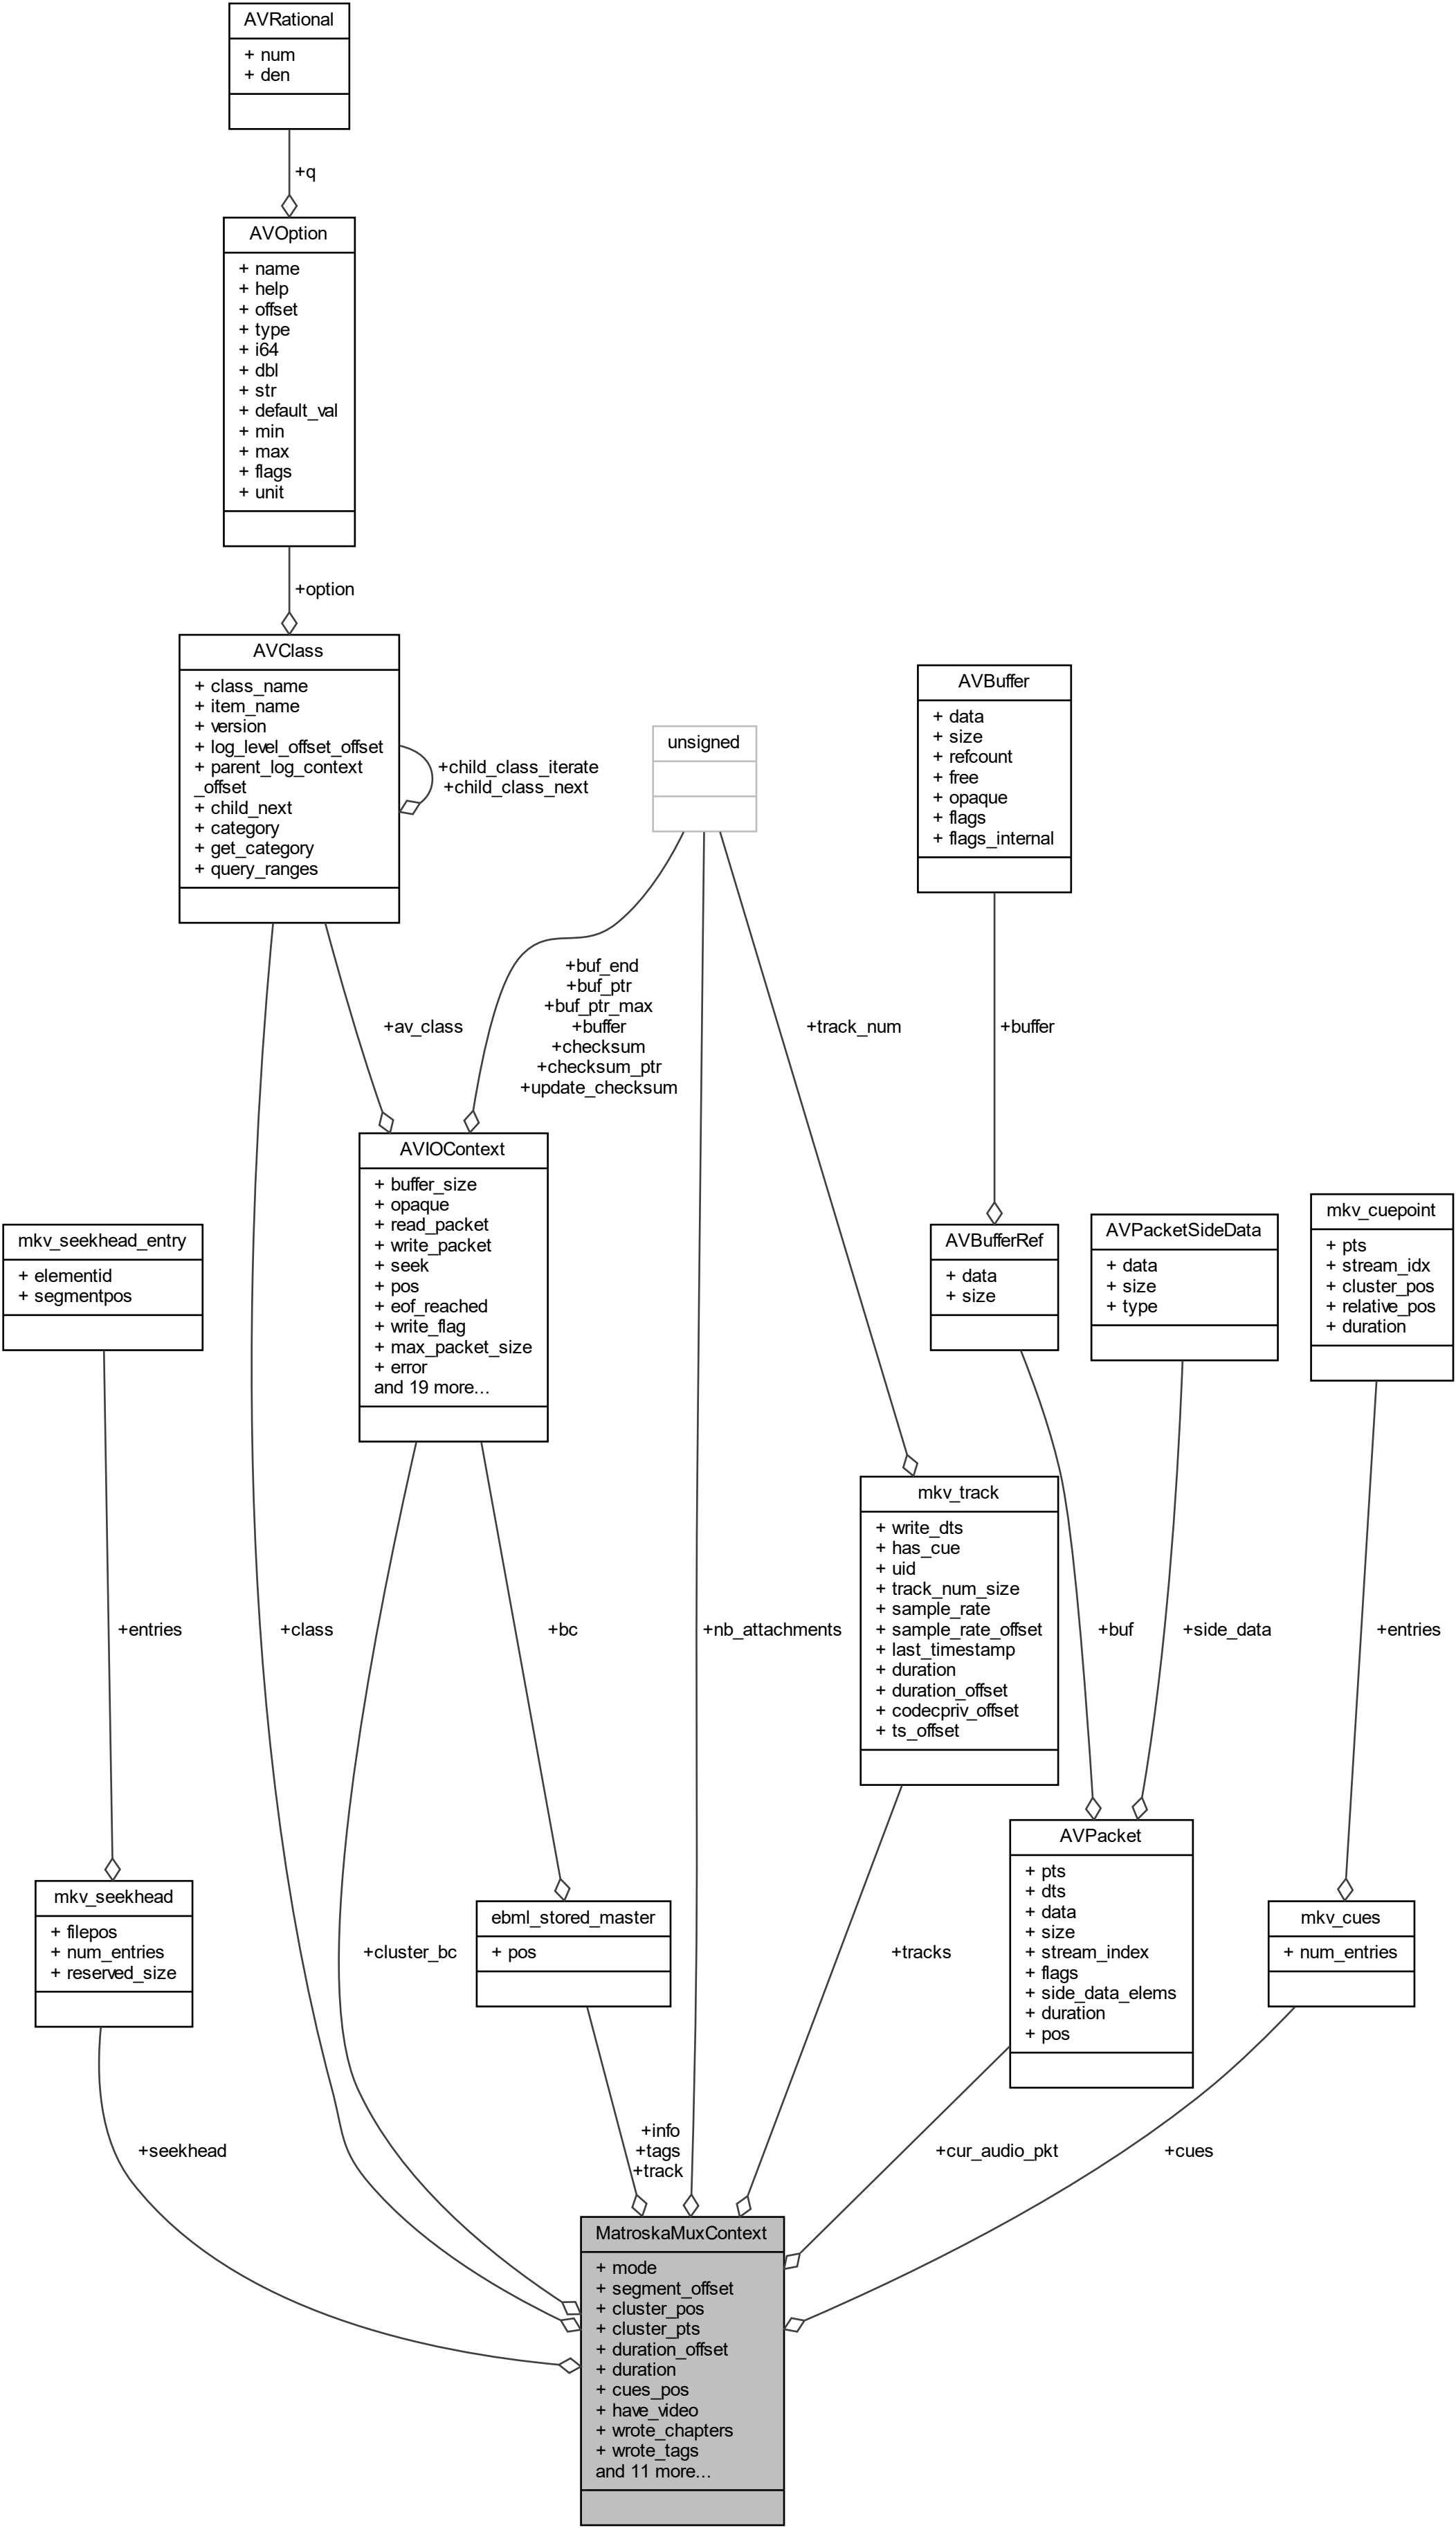 AVRational
+ num
+ den
+q
AVOption
+ name
+ help
+ offset
+ type
+ i64
+ dbl
+ str
+ default_val
+ min
+ max
+ flags
+ unit
+option
AVClass
+ class_name
+ item_name
+ version
+ log_level_offset_offset
+ parent_log_context
_offset
+ child_next
+ category
+ get_category
+ query_ranges
+child_class_iterate
+child_class_next
unsigned
AVBuffer
+ data
+ size
+ refcount
+ free
+ opaque
+ flags
+ flags_internal
+av_class
+buf_end
+buf_ptr
+buf_ptr_max
+buffer
+checksum
+checksum_ptr
+update_checksum
+track_num
+buffer
AVIOContext
+ buffer_size
+ opaque
+ read_packet
+ write_packet
+ seek
+ pos
+ eof_reached
+ write_flag
+ max_packet_size
+ error
and 19 more...
mkv_seekhead_entry
+ elementid
+ segmentpos
AVBufferRef
+ data
+ size
AVPacketSideData
+ data
+ size
+ type
mkv_cuepoint
+ pts
+ stream_idx
+ cluster_pos
+ relative_pos
+ duration
mkv_track
+ write_dts
+ has_cue
+ uid
+ track_num_size
+ sample_rate
+ sample_rate_offset
+ last_timestamp
+ duration
+ duration_offset
+ codecpriv_offset
+ ts_offset
+entries
+class
+bc
+nb_attachments
+buf
+side_data
+entries
mkv_seekhead
+ filepos
+ num_entries
+ reserved_size
+cluster_bc
ebml_stored_master
+ pos
+tracks
AVPacket
+ pts
+ dts
+ data
+ size
+ stream_index
+ flags
+ side_data_elems
+ duration
+ pos
mkv_cues
+ num_entries
+seekhead
+info
+tags
+track
+cur_audio_pkt
+cues
MatroskaMuxContext
+ mode
+ segment_offset
+ cluster_pos
+ cluster_pts
+ duration_offset
+ duration
+ cues_pos
+ have_video
+ wrote_chapters
+ wrote_tags
and 11 more...